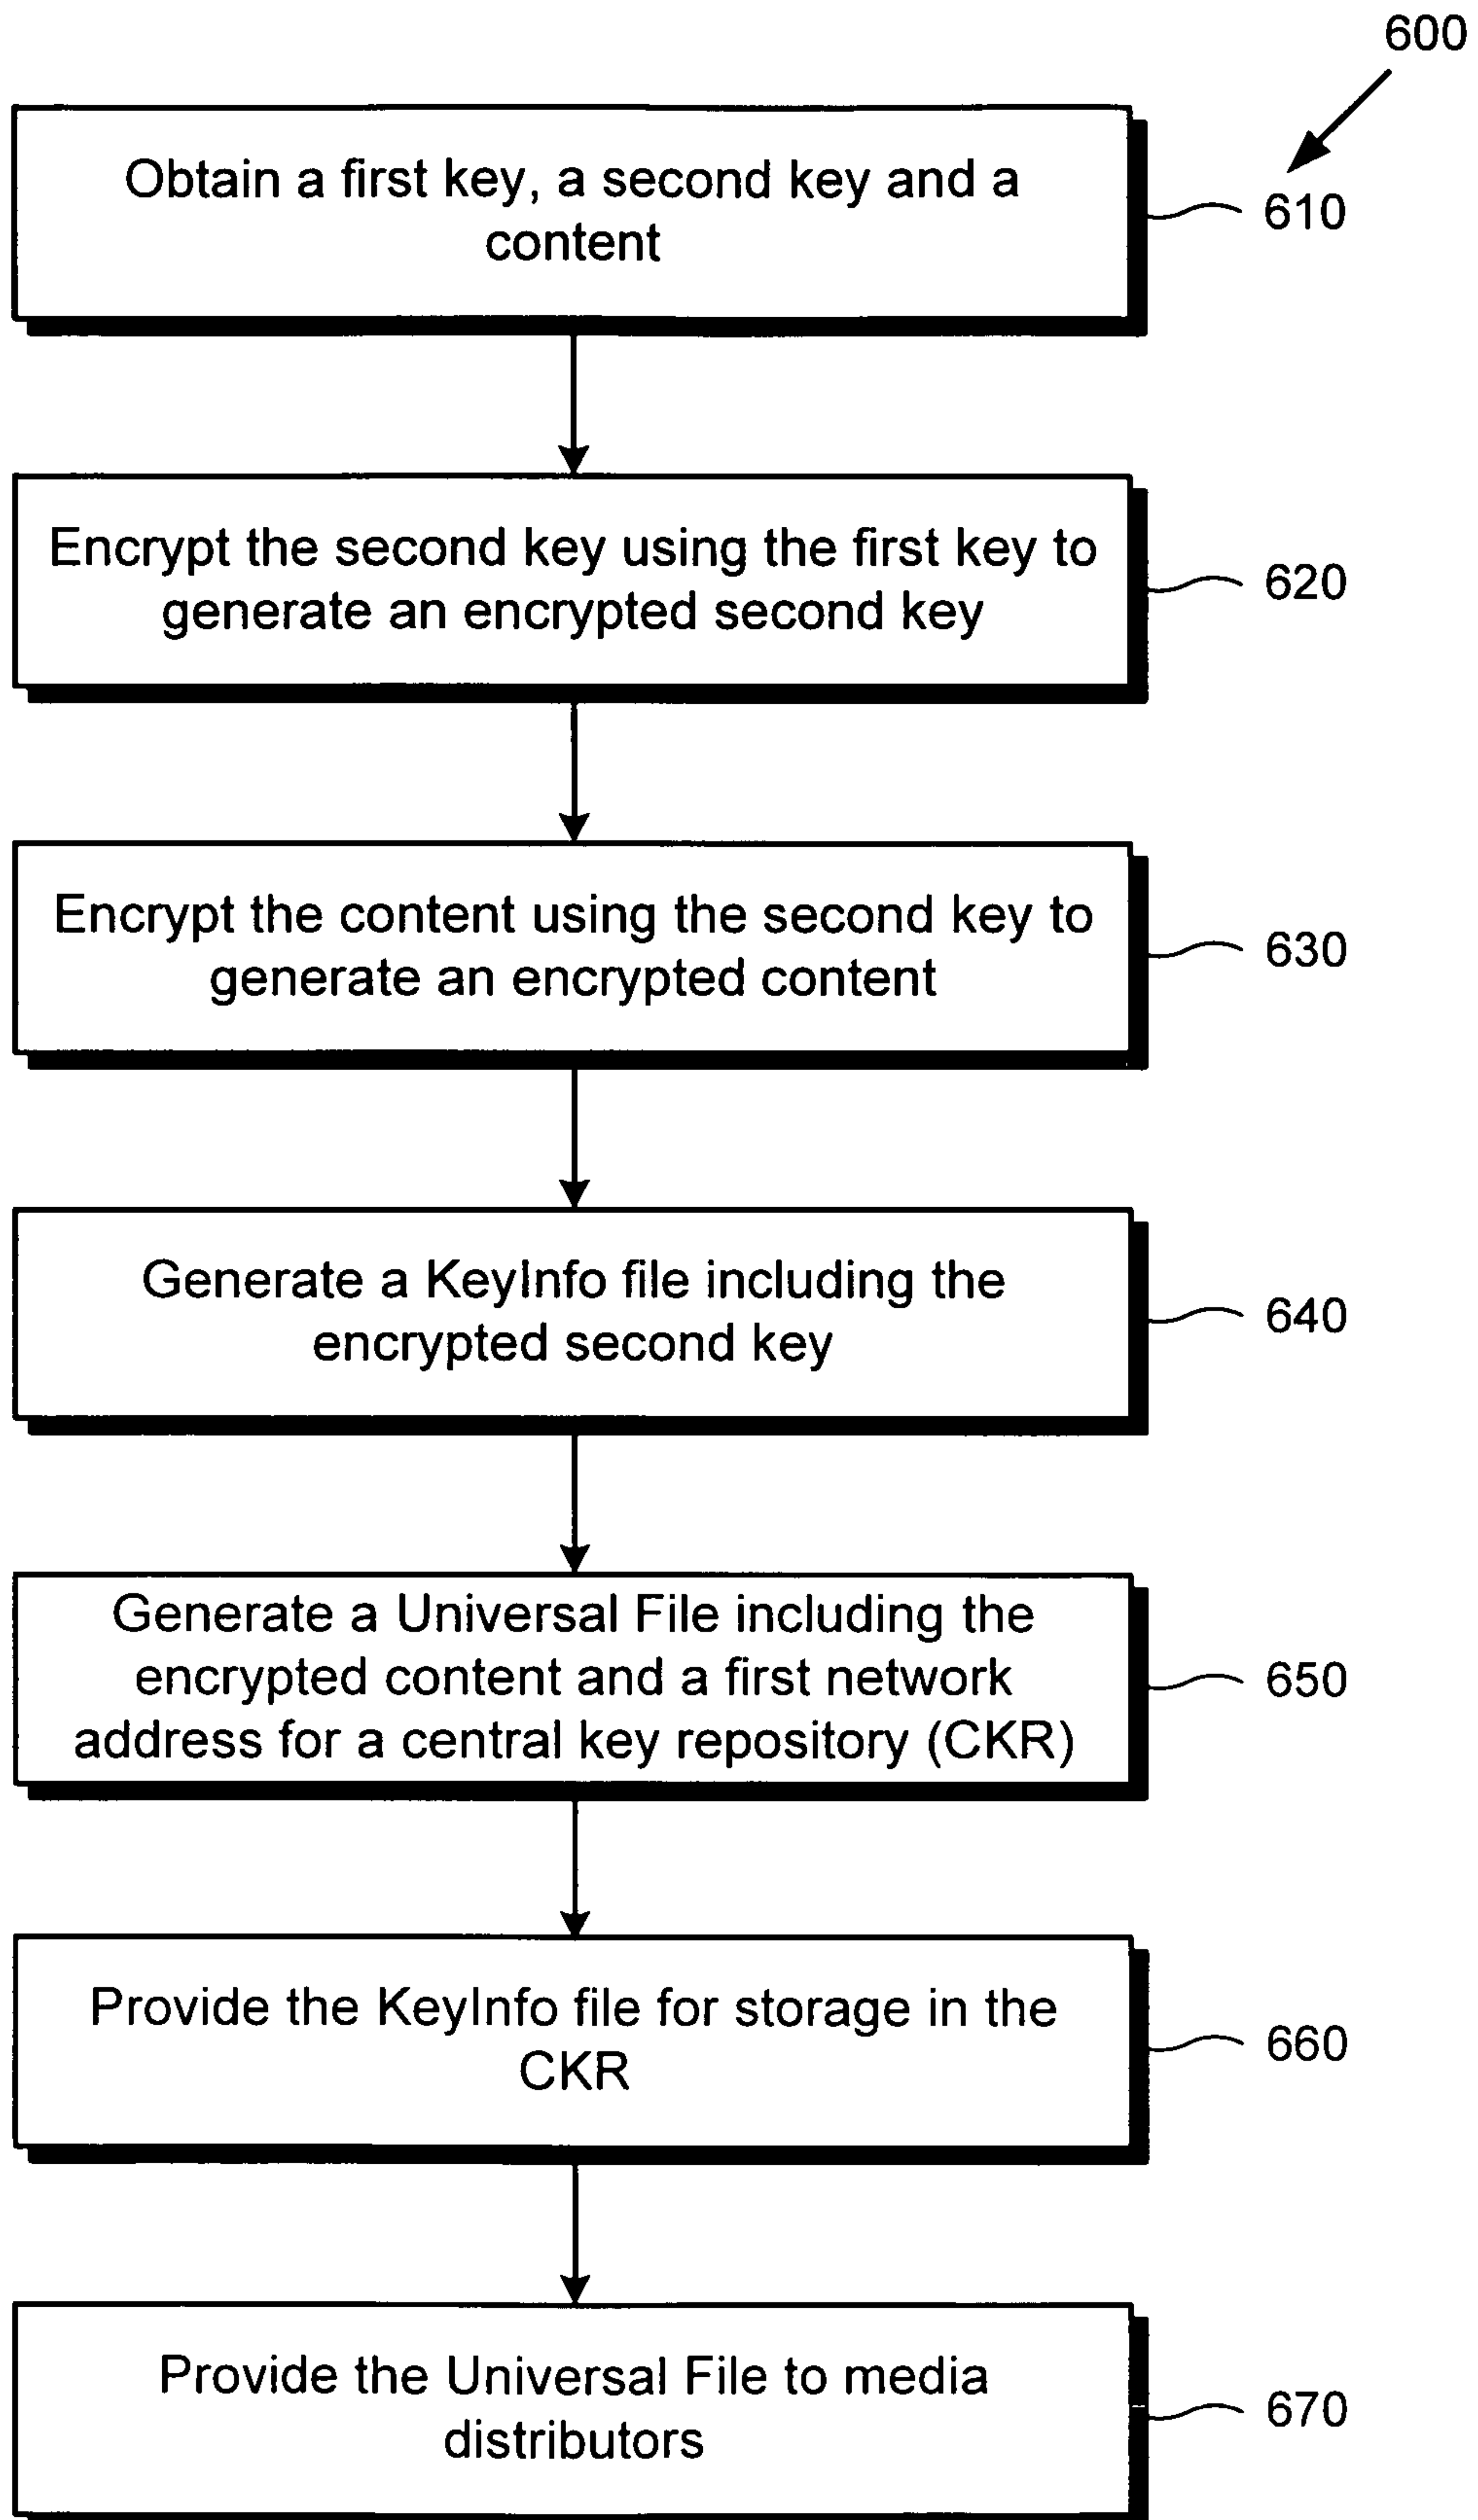 600
Obtain a first key, a second key and a
content
610
Encrypt the second key using the first key to
generate an encrypted second key
620
Encrypt the content using the second key to
generate an encrypted content
630
Generate a KeyInfo file including the
encrypted second key
640
Generate a Universal File including the
encrypted content and a first network
address for a central key repository (CKR)
650
Provide the KeyInfo file for storage in the
CKR
660
Provide the Universal File to media
distributors
670